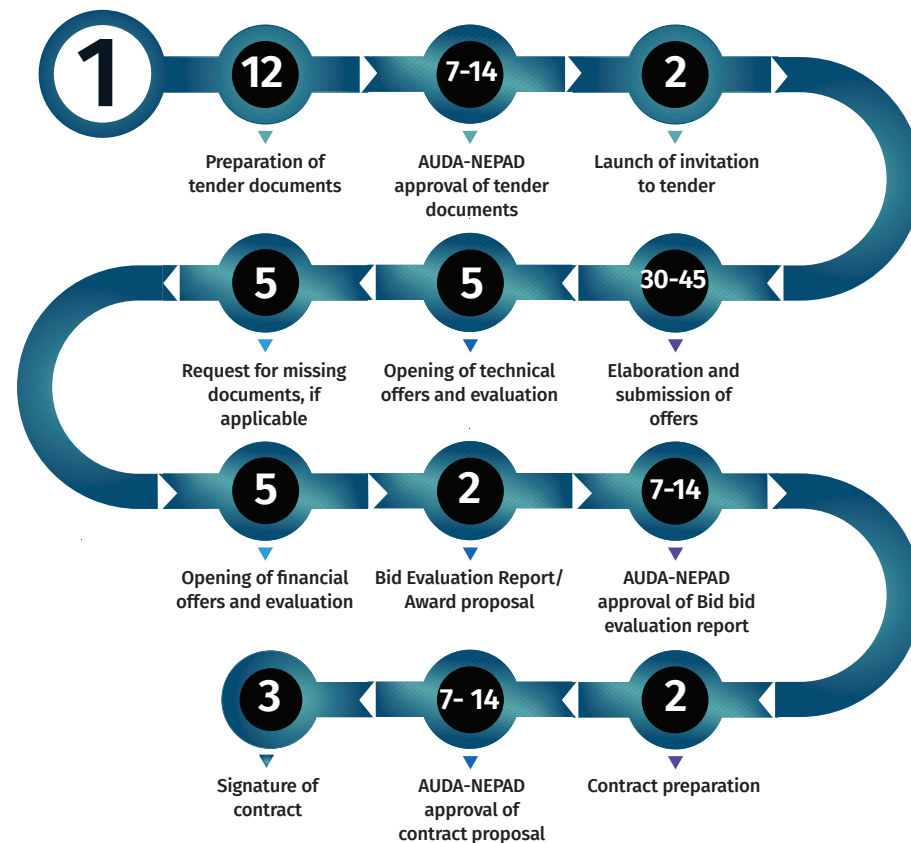 1
12
7-14
2
Preparation of
tender documents
AUDA-NEPAD
approval of tender
documents
Launch of invitation
to tender
30-45
5
5
Elaboration and
submission of
offers
Opening of technical
offers and evaluation
Request for missing
documents, if
applicable
5
2
7-14
Opening of financial
offers and evaluation
Bid Evaluation Report/
Award proposal
AUDA-NEPAD
approval of Bid bid
evaluation report
2
7- 14
3
Contract preparation
AUDA-NEPAD
approval of
contract proposal
Signature of
contract